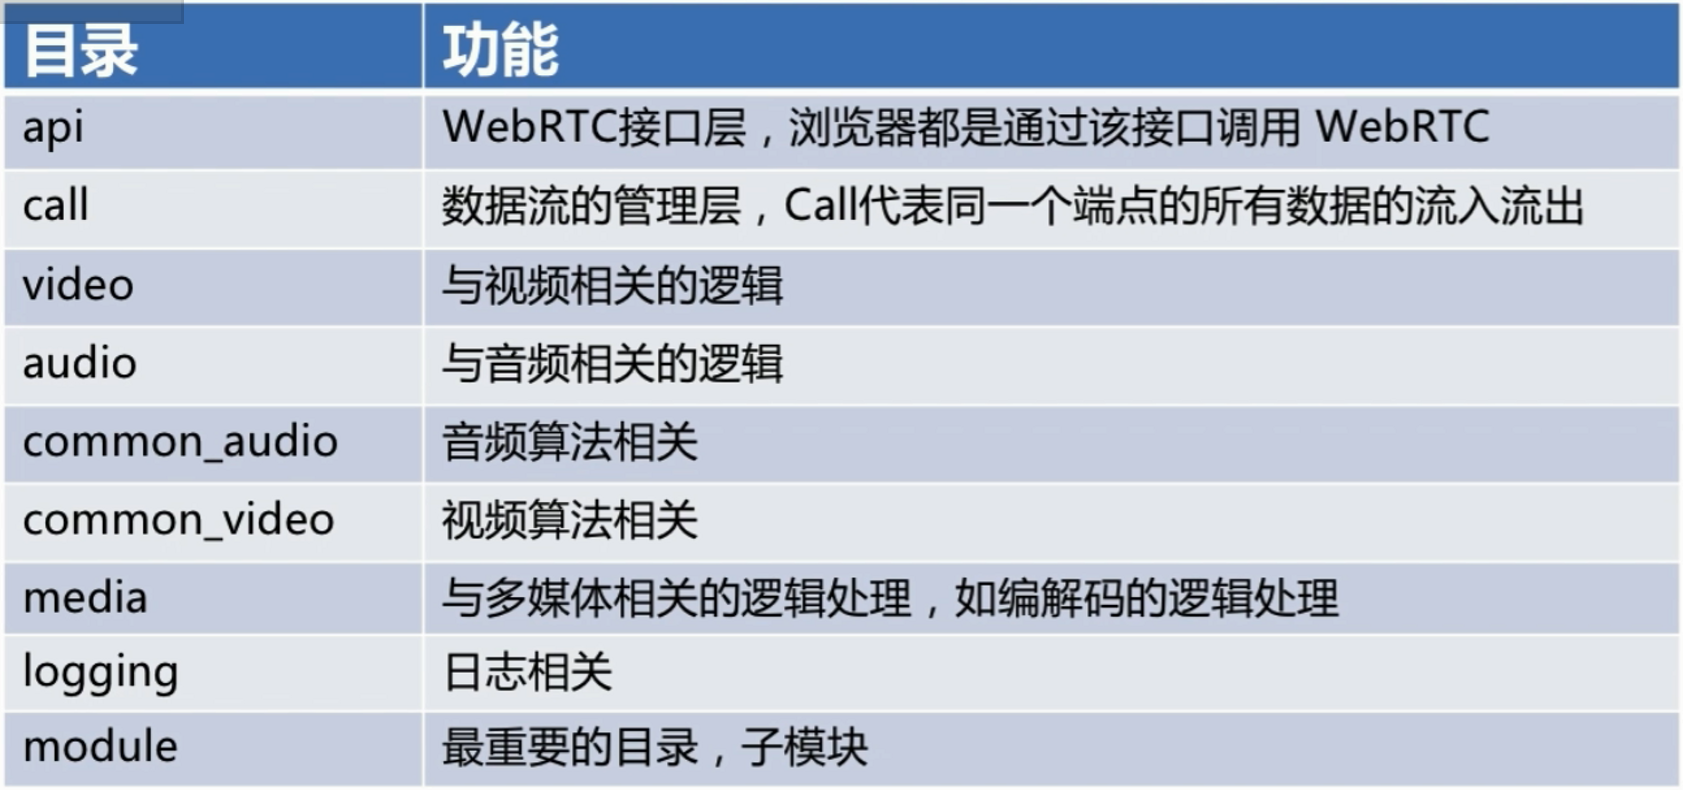 目录 功能
api WebRTC接口层，浏览器都是通过该接口调用 WebRTC
call 数据流的管理层，Call代表同一个端点的所有数据的流入流出
video 与视频相关的逻辑
audio 与音频相关的逻辑
common_audio 音频算法相关
common_video 视频算法相关
media 与多媒体相关的逻辑处理，如编解码的逻辑处理
logging 日志相关
module 最重要的目录，子模块